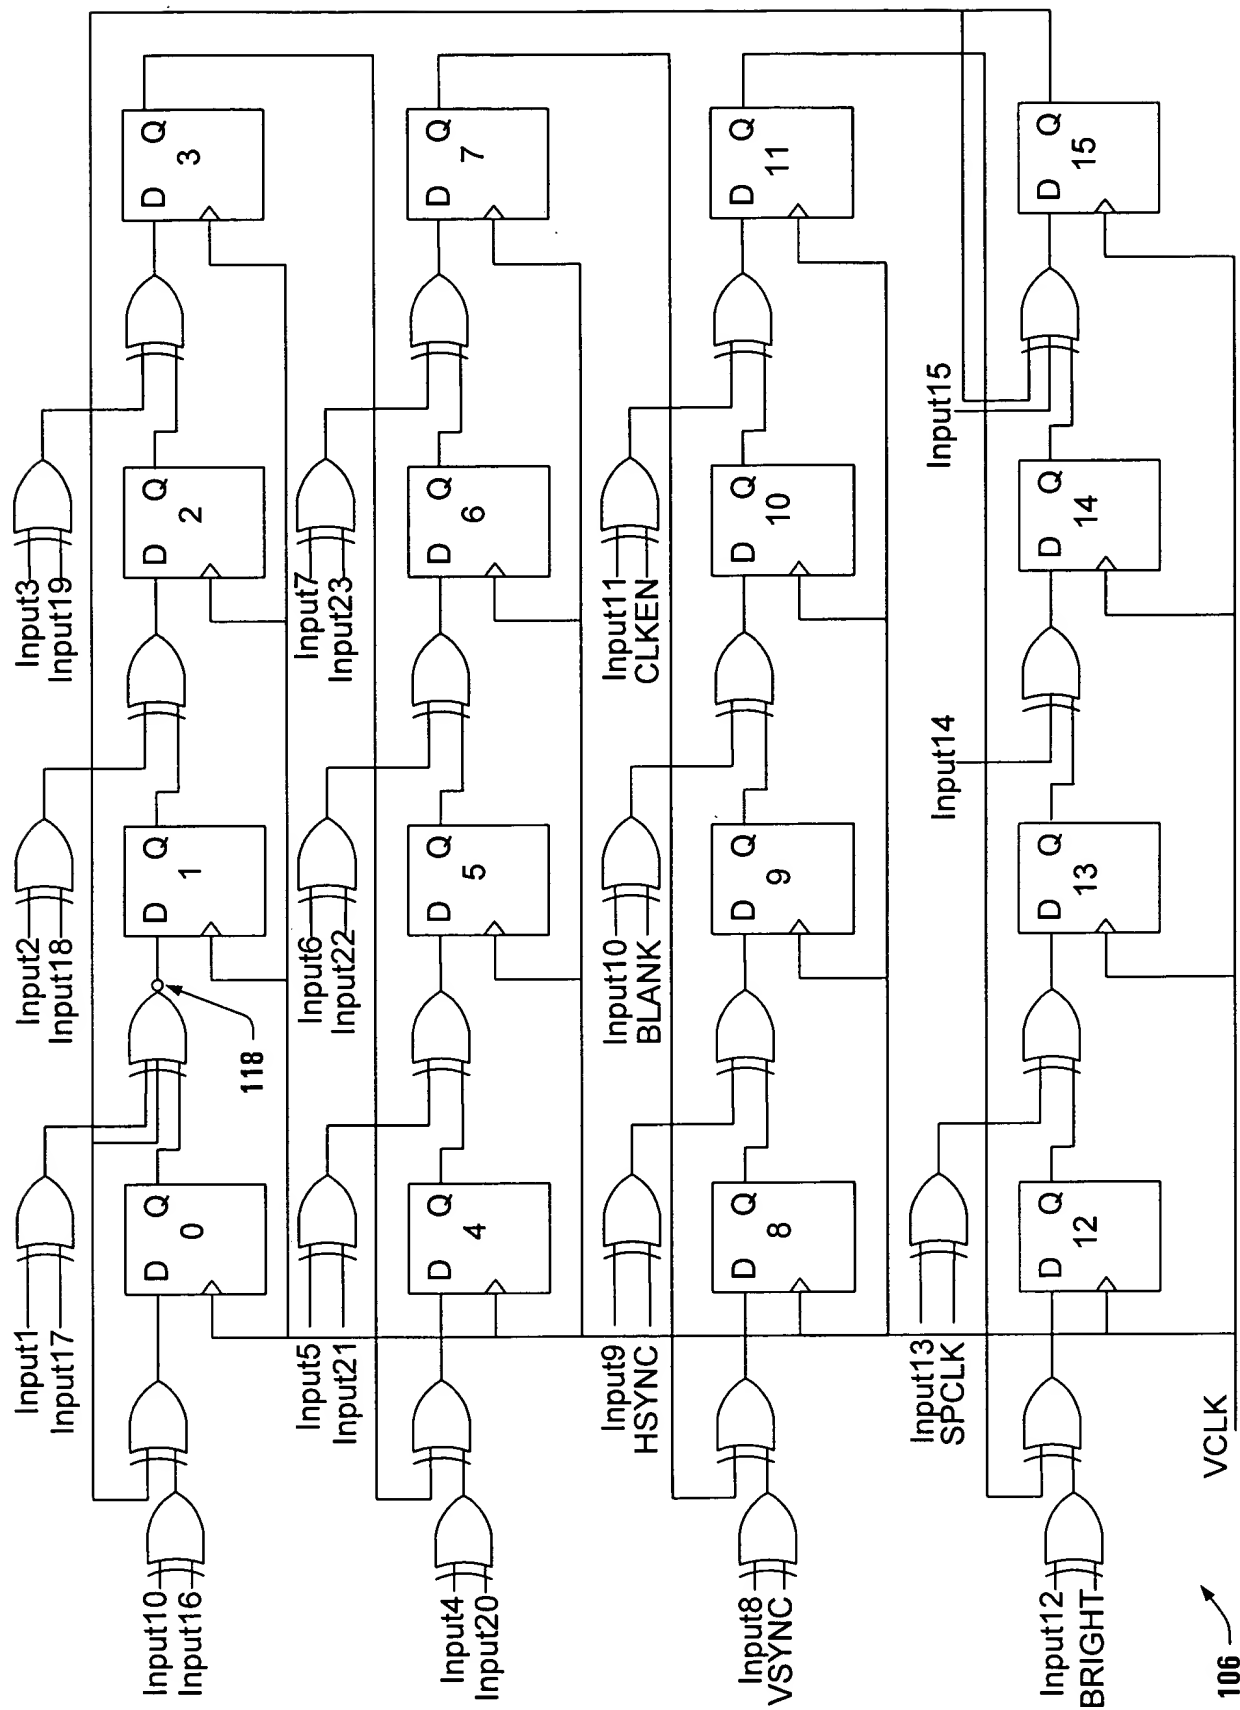 Input3
Input19
Input2
Input18
Input1
Input17
Input10
Input16
D Q
0
D Q
1
D Q
2
D Q
3
118
Input7
Input23
Input6
Input22
Input5
Input21
Input4
Input20
D Q
4
D Q
5
D Q
6
D Q
7
Input11
CLKEN
Input10
BLANK
Input9
HSYNC
Input8
VSYNC
D Q
8
D Q
9
D Q
10
D Q
11
Input15
Input14
Input13
SPCLK
Input12
BRIGHT
D Q
12
D Q
13
D Q
14
D Q
15
VCLK
106